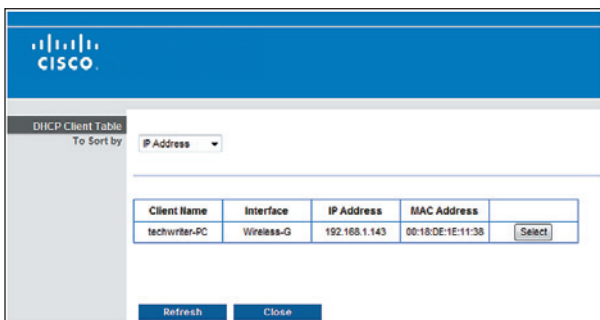 CISCO.
DHCP Client Table
To Sort by IP Address
Client Name Interface IP Address MAC Address
techwriter-PC Wireless-G 192.168.1.143 00:18:DE:1E:11:38 Select
Refresh Close